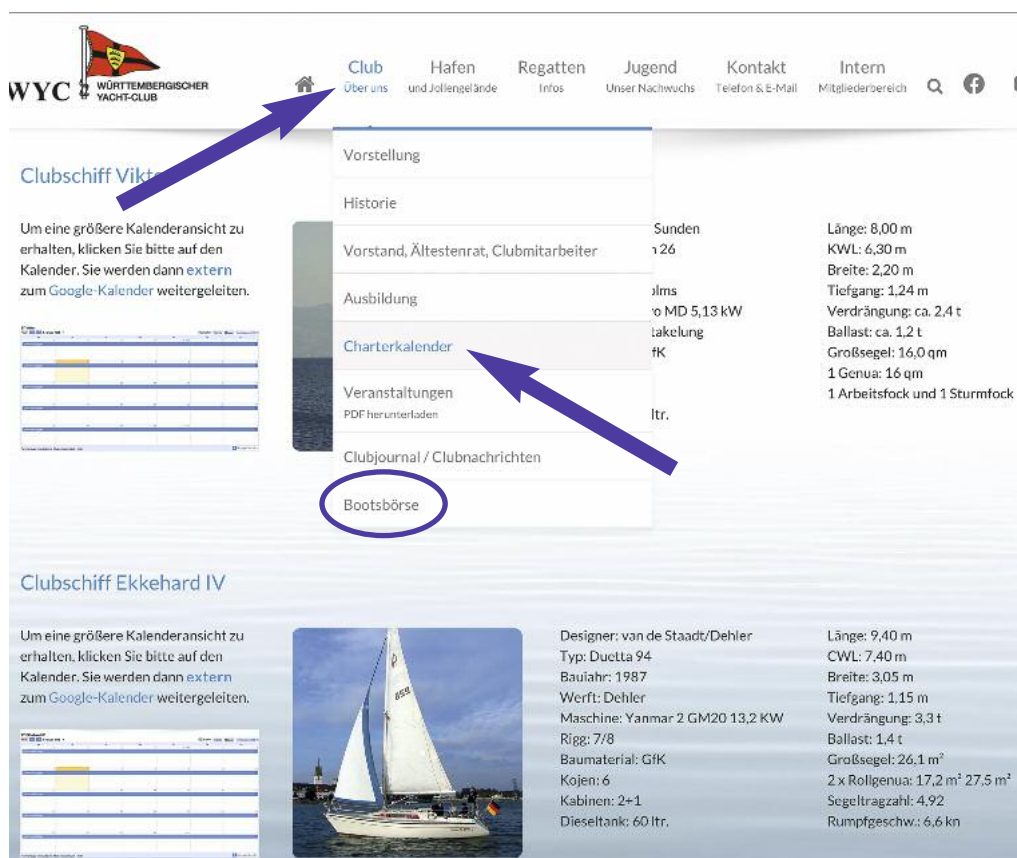 WYC
WÜRTTEMBERGISCHER
YACHT-CLUB
Club
Über uns
Hafen
und Jollengelände
Regatten
Infos
Jugend
Unser Nachwuchs
Kontakt
Telefon & E-Mail
Intern
Mitgliederbereich
Vorstellung
Historie
Vorstand, Ältestenrat, Clubmitarbeiter
Ausbildung
Charterkalender
Veranstaltungen
PDF herunterladen
Clubjournal / Clubnachrichten
Bootsbörse
Clubschiff
Um eine größere Kalenderansicht zu
erhalten, klicken Sie bitte auf den
Kalender. Sie werden dann extern
zum Google-Kalender weitergeleiten.
Sunden
26
MD 5,13 kW
ltr.
Länge: 8,00 m
KWL: 6,30 m
Breite: 2,20 m
Tiefgang: 1,24 m
Verdrängung: ca. 2,4 t
Ballast: ca. 1,2 t
Großsegel: 16,0 qm
1 Genua: 16 qm
1 Arbeitsfock und 1 Sturmfock
Clubschiff Ekkehard IV
Um eine größere Kalenderansicht zu
erhalten, klicken Sie bitte auf den
Kalender. Sie werden dann extern
zum Google-Kalender weitergeleiten.
859
Designer: van de Staadt/Dehler
Typ: Duetta 94
Baujahr: 1987
Werft: Dehler
Maschine: Yanmar 2 GM20 13,2 KW
Rigg: 7/8
Baumaterial: GfK
Kojen: 6
Kabinen: 2+1
Dieseltank: 60 ltr.
Länge: 9,40 m
CWL: 7,40 m
Breite: 3,05 m
Tiefgang: 1,15 m
Verdrängung: 3,3 t
Ballast: 1,4 t
Großsegel: 26,1 m²
2 x Rollgenua: 17,2 m² 27,5 m²
Segeltragzahl: 4,92
Rumpfgeschw.: 6,6 kn